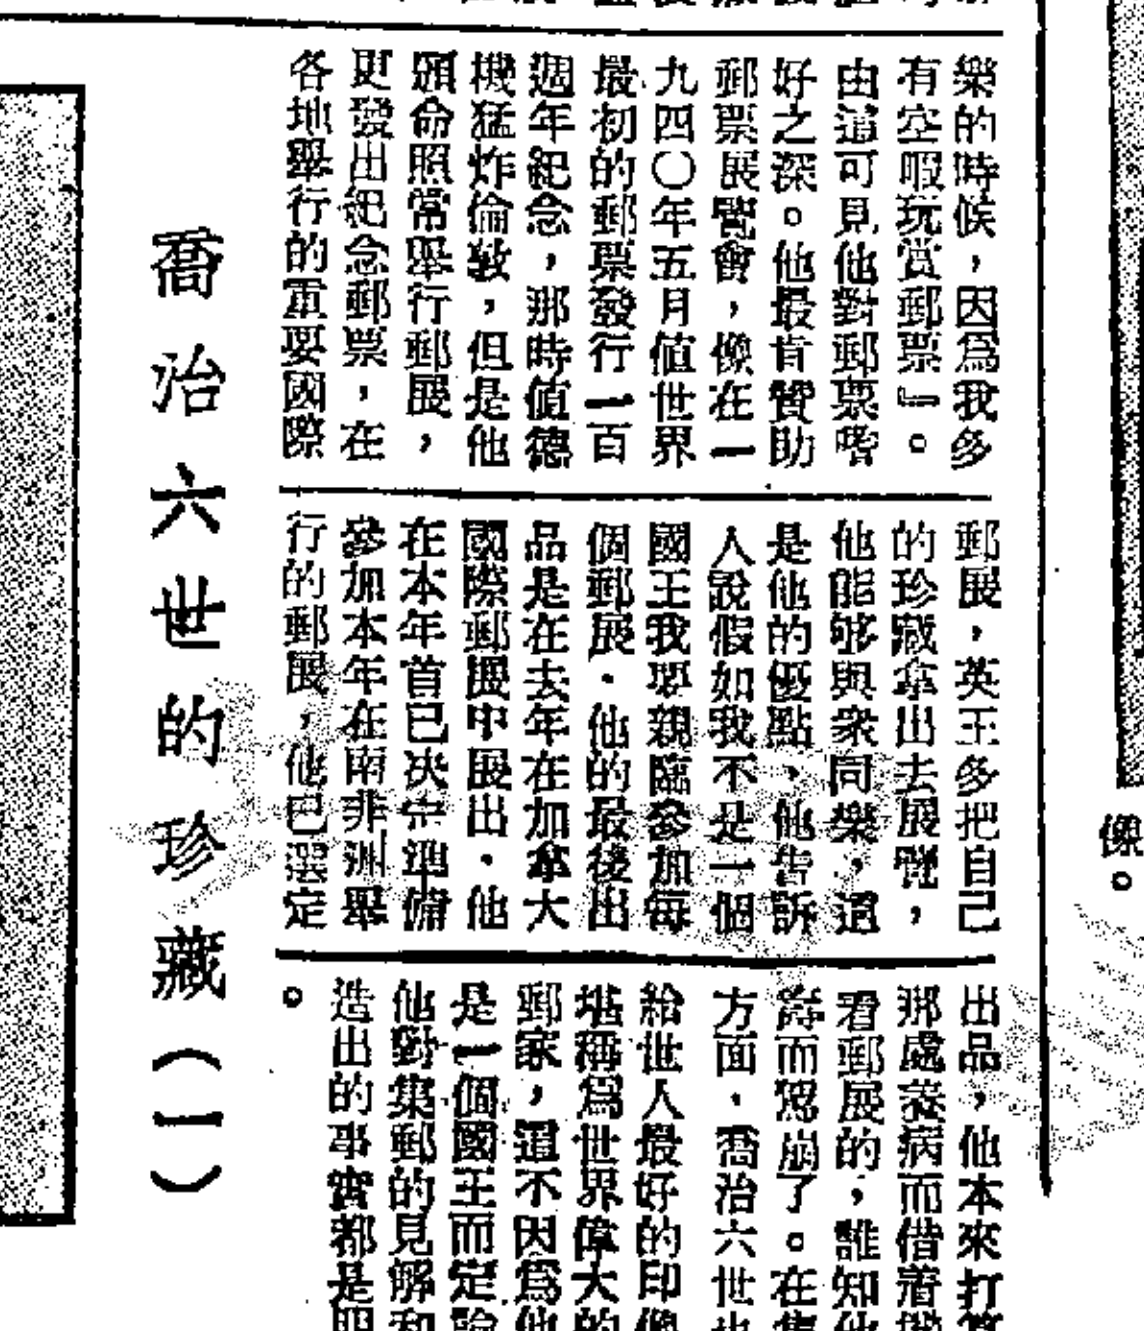 樂的時候，因爲我多
有空暇玩賞郵票』。
由這可見他對郵票嗜
好之深。他最肯贊助
郵票展覽會，像在一
九四〇年五月值世界
最初的郵票發行一百
週年紀念，那時值德
機猛炸倫敦，但是他
頒命照常舉行郵展，
更發出紀念郵票，在
各地舉行的重要國際
郵展，英王多把自己
的珍藏拿出去展覽，
他能够與衆同樂，這
是他的優點、他告訴
人說假如我不是一個
國王我要親臨參加每
個郵展．他的最後出
品是在去年在加拿大
國際郵展中展出．他
在本年首已決定準備
參加本年在南非洲舉
行的郵展，他已選定
出品，他本來打算
那處養病而借着
看郵展的，誰知他
壽而駕崩了。在集
方面．喬治六世也
給世人最好的印像
堪稱爲世界偉大的
郵家，這不因爲他
是一個國王而定論
他對集郵的見解和
造出的事實都是
。
喬治六世的珍藏（一）
像。